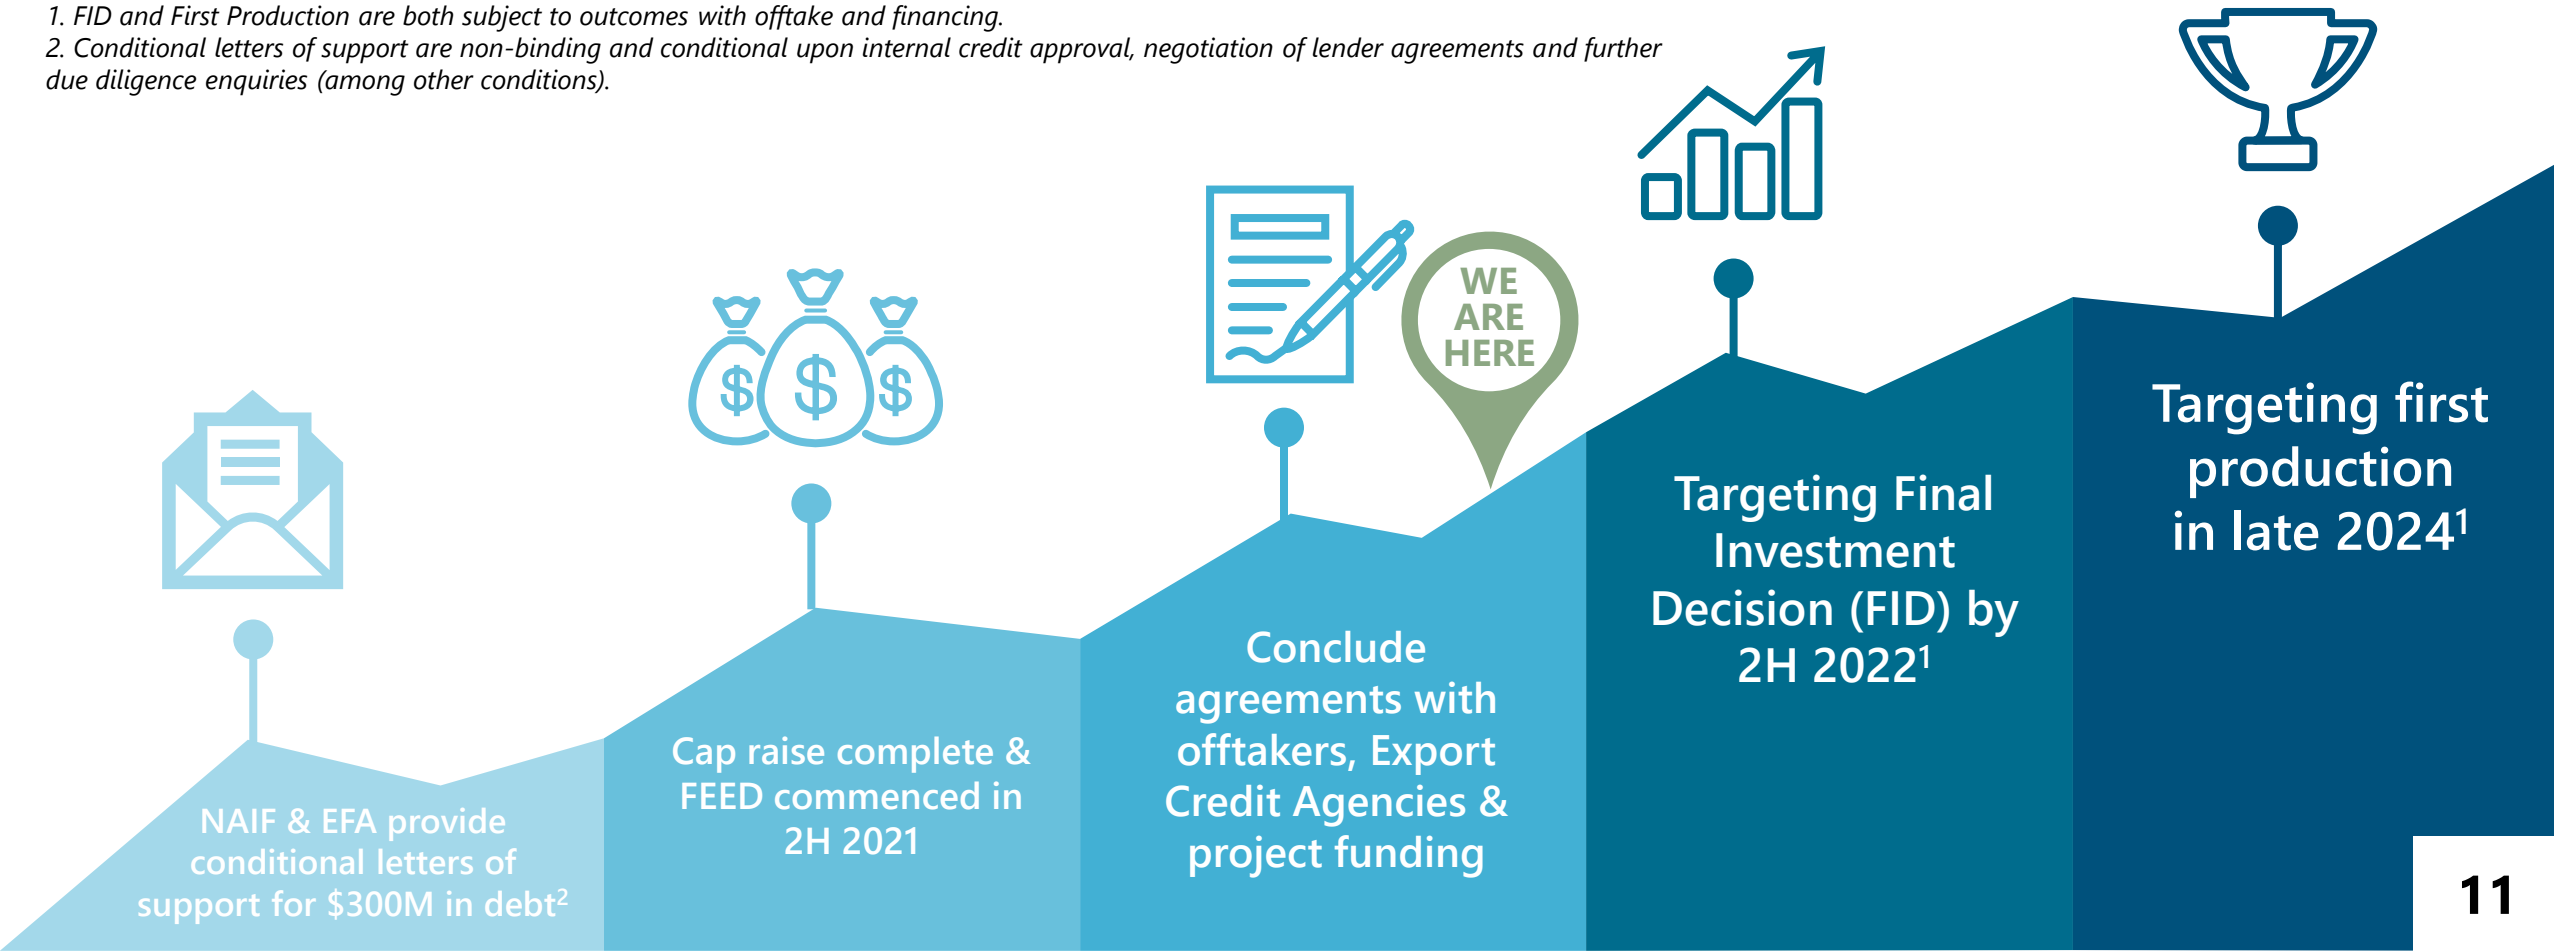 1. FID and First Production are both subject to outcomes with offtake and financing.
2. Conditional letters of support are non-binding and conditional upon internal credit approval, negotiation of lender agreements and further
due diligence enquiries (among other conditions).
NAIF & EFA provide
conditional letters of
support for $300M in debt²
$ $ $
Cap raise complete &
FEED commenced in
2H 2021
Conclude
agreements with
offtakers, Export
Credit Agencies &
project funding
WE
ARE
HERE
Targeting Final
Investment
Decision (FID) by
2H 2022¹
Targeting first
production
in late 2024¹
11